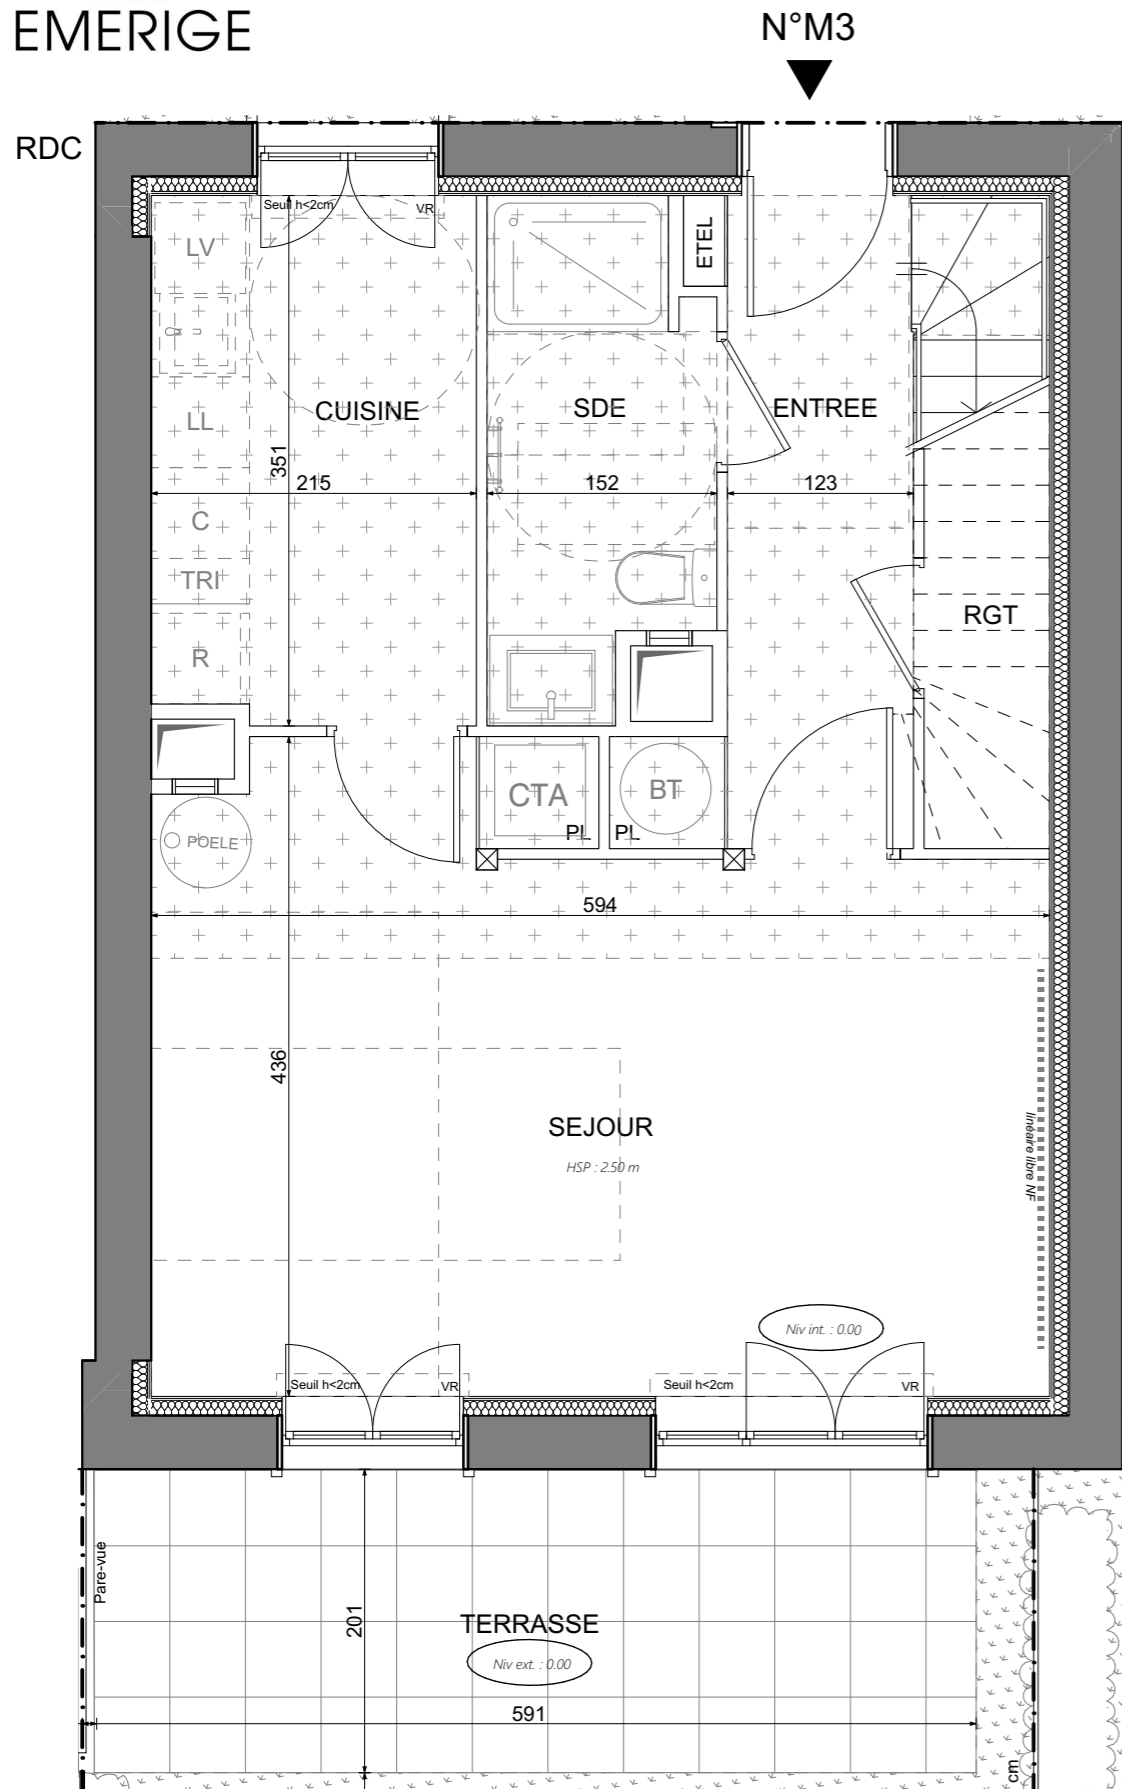 EMERIGE
N°M3
RDC
Seuil h<2cm
VR
ETEL
LV
CUISINE
SDE
ENTREE
LL
351
215
152
123
C
TRI
RGT
R
CTA
BT
PL
PL
POELE
594
436
SEJOUR
HSP : 2.50 m
linéaire libre NF
Niv int. : 0.00
Seuil h<2cm
VR
Seuil h<2cm
VR
Pare-vue
201
TERRASSE
Niv ext. : 0.00
591
cm